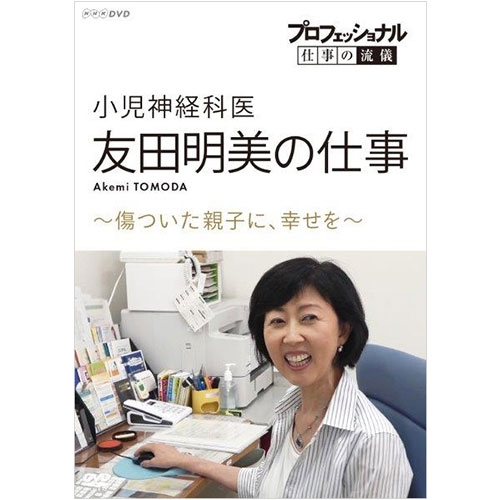 NHK DVD
プロフェッショナル
仕事の流儀
小児神経科医
友田明美の仕事
Akemi TOMODA
～傷ついた親子に、幸せを～
DVD